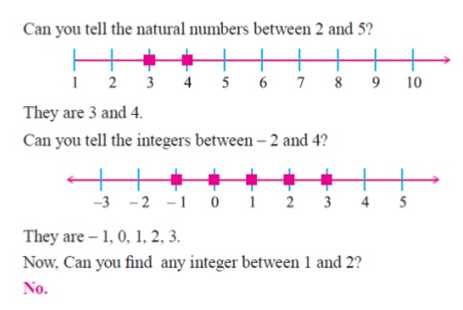 Can you tell the natural numbers between 2 and 5?
1 2 3 4 5 6 7 8 9 10
They are 3 and 4.
Can you tell the integers between – 2 and 4?
–3 – 2 – 1 0 1 2 3 4 5
They are – 1, 0, 1, 2, 3.
Now, Can you find any integer between 1 and 2?
No.